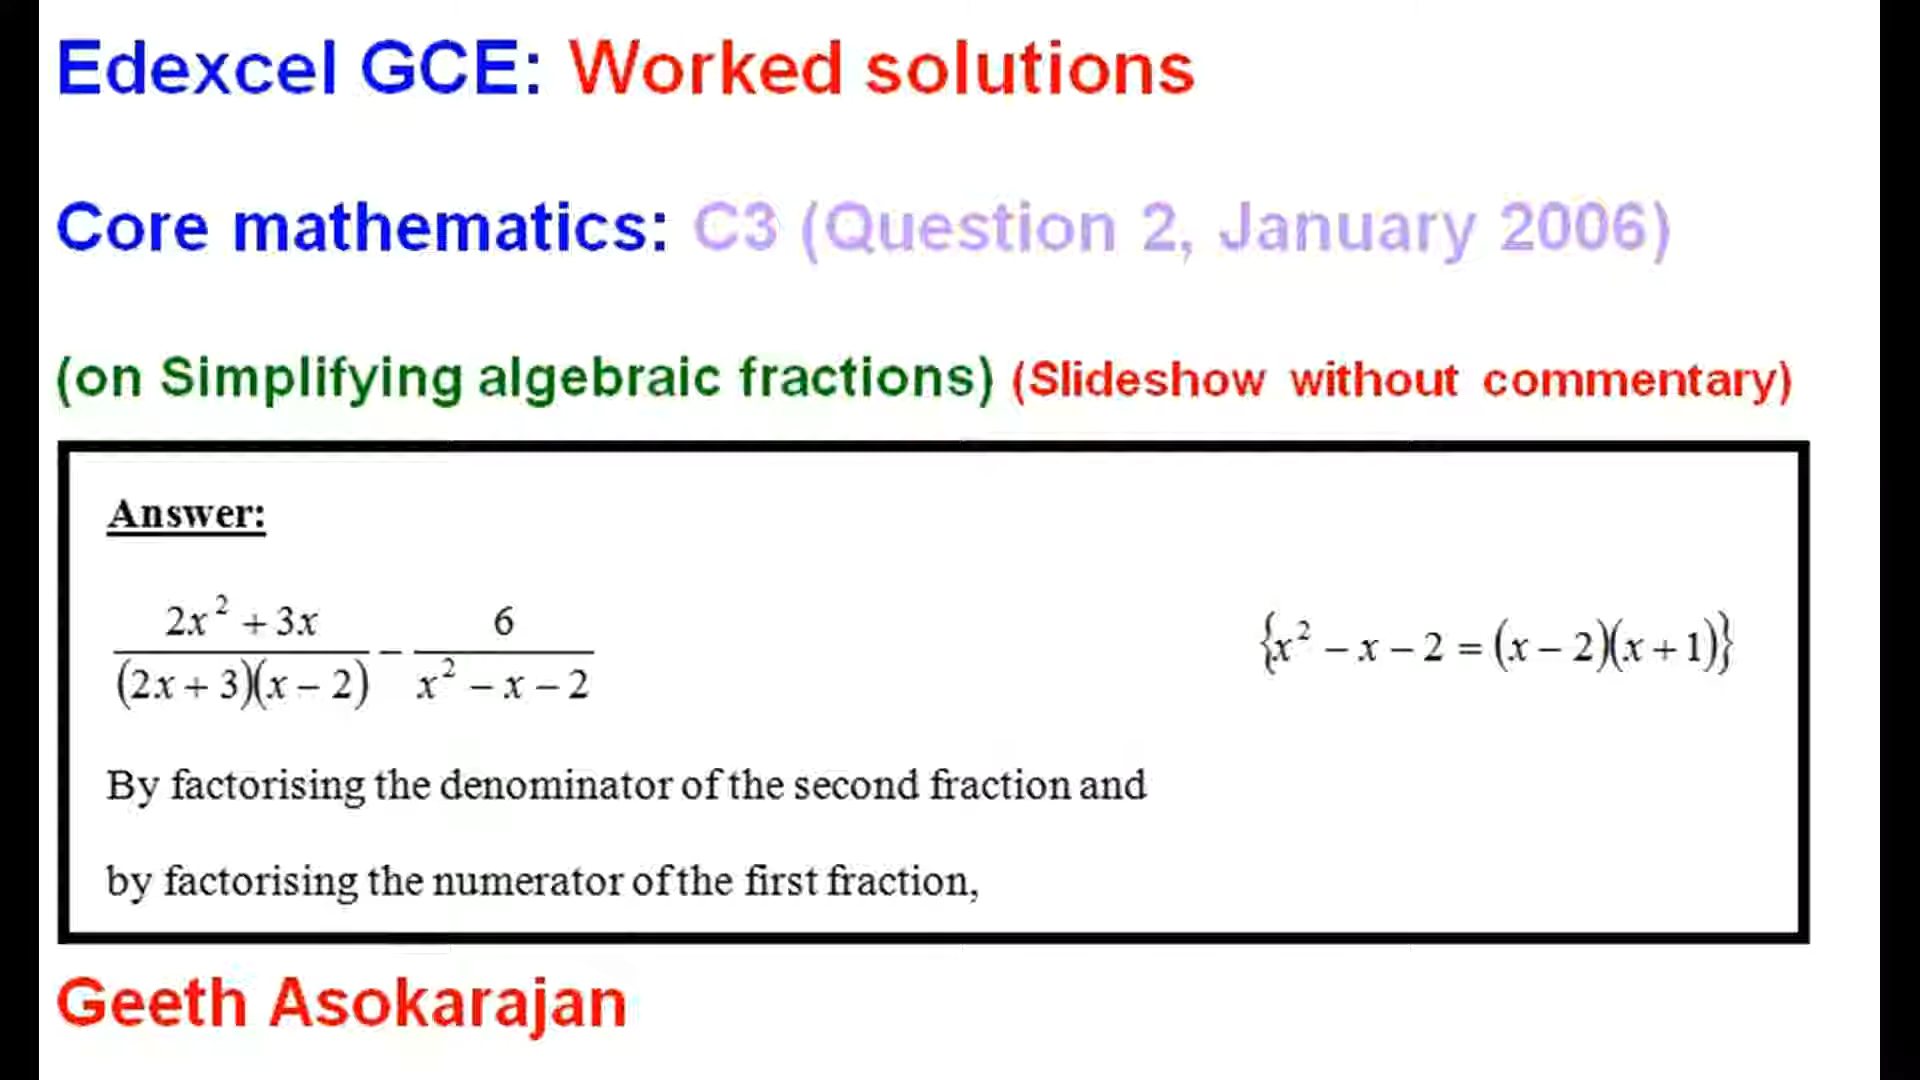 Edexcel GCE: Worked solutions
Core mathematics: C3 (Question 2, January 2006)
(on Simplifying algebraic fractions) (Slideshow without commentary)
Answer:
2x² + 3x / (2x + 3)(x − 2) − 6 / x² − x − 2 {x² − x − 2 = (x − 2)(x + 1)}
By factorising the denominator of the second fraction and
by factorising the numerator of the first fraction,
Geeth Asokarajan